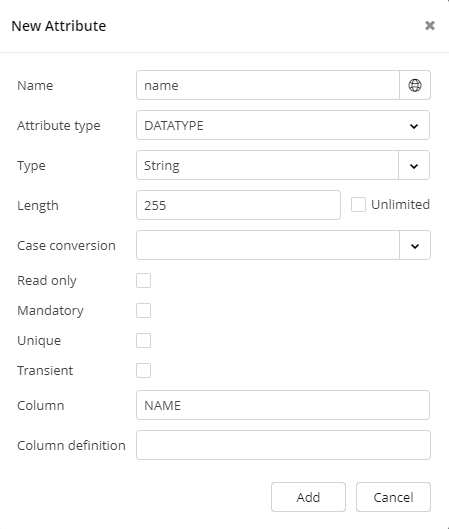 New Attribute
Name name
Attribute type DATATYPE
Type String
Length 255 Unlimited
Case conversion
Read only
Mandatory
Unique
Transient
Column NAME
Column definition
Add Cancel